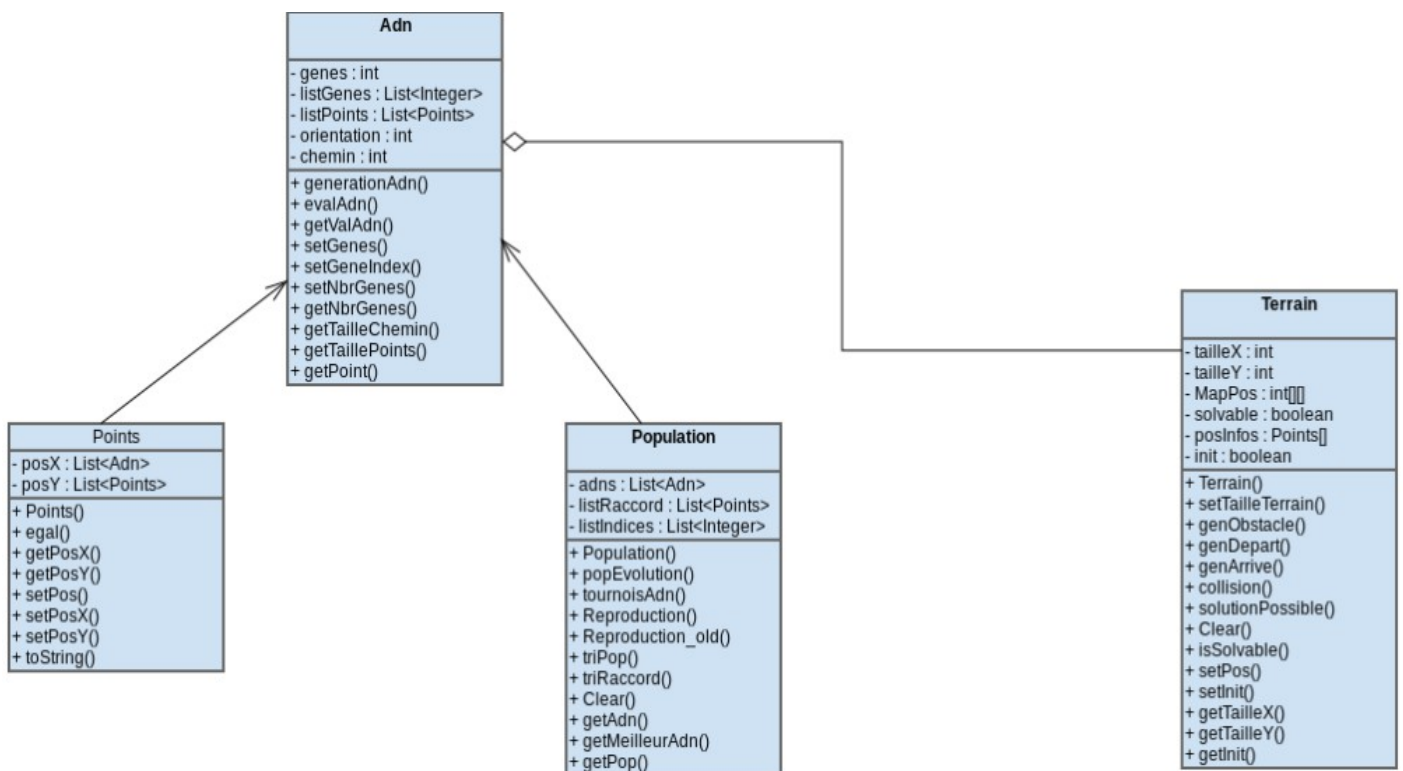 Adn
- genes : int
- listGenes : List<Integer>
- listPoints : List<Points>
- orientation : int
- chemin : int
+ generationAdn()
+ evalAdn()
+ getValAdn()
+ setGenes()
+ setGeneIndex()
+ setNbrGenes()
+ getNbrGenes()
+ getTailleChemin()
+ getTaillePoints()
+ getPoint()
Points
- posX : List<Adn>
- posY : List<Points>
+ Points()
+ egal()
+ getPosX()
+ getPosY()
+ setPos()
+ setPosX()
+ setPosY()
+ toString()
Population
- adns : List<Adn>
- listRaccord : List<Points>
- listIndices : List<Integer>
+ Population()
+ popEvolution()
+ tournoisAdn()
+ Reproduction()
+ Reproduction_old()
+ triPop()
+ triRaccord()
+ Clear()
+ getAdn()
+ getMeilleurAdn()
+ getPop()
Terrain
- tailleX : int
- tailleY : int
- MapPos : int[][]
- solvable : boolean
- posInfos : Points[]
- init : boolean
+ Terrain()
+ setTailleTerrain()
+ genObstacle()
+ genDepart()
+ genArrive()
+ collision()
+ solutionPossible()
+ Clear()
+ isSolvable()
+ setPos()
+ setInit()
+ getTailleX()
+ getTailleY()
+ getInit()